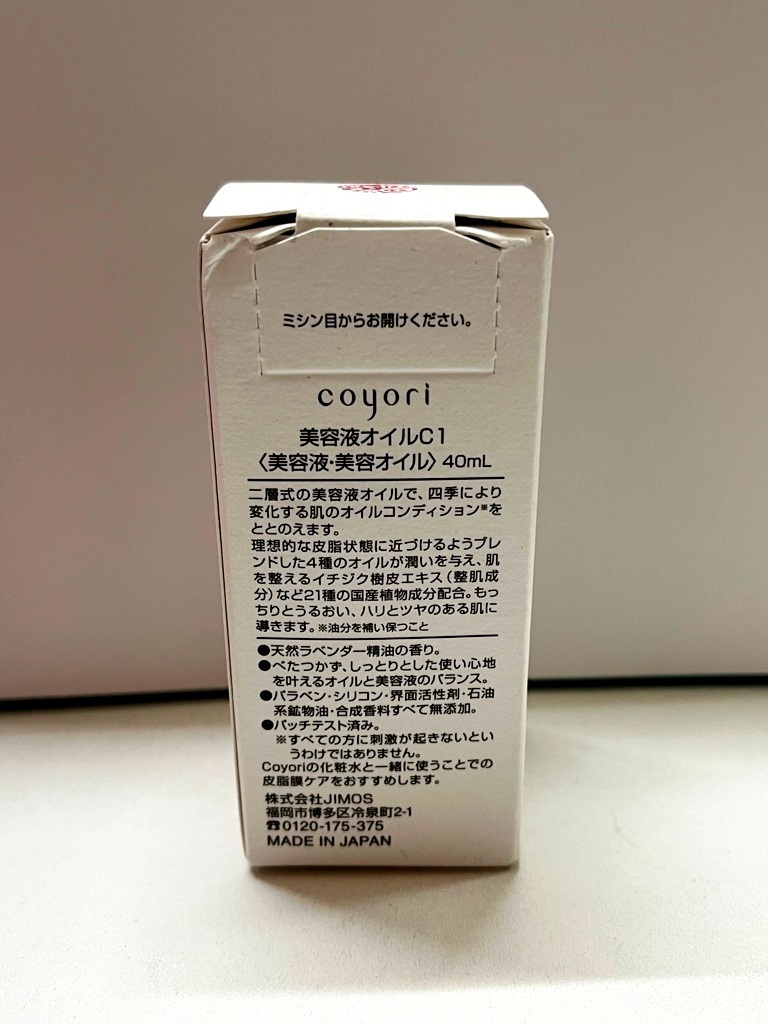 ミシン目からお開けください。
coyori
美容液オイルC1
〈美容液・美容オイル〉40mL
二層式の美容液オイルで、四季により
変化する肌のオイルコンディション※を
ととのえます。
理想的な皮脂状態に近づけるようブレ
ンドした4種のオイルが潤いを与え、肌
を整えるイチジク樹皮エキス（整肌成
分）など21種の国産植物成分配合。もっ
ちりとうるおい、ハリとツヤのある肌に
導きます。※油分を補い保つこと
●天然ラベンダー精油の香り。
●べたつかず、しっとりとした使い心地
を叶えるオイルと美容液のバランス。
●パラベン・シリコン・界面活性剤・石油
系鉱物油・合成香料すべて無添加。
●パッチテスト済み。
※すべての方に刺激が起きないとい
うわけではありません。
Coyoriの化粧水と一緒に使うことでの
皮脂膜ケアをおすすめします。
株式会社JIMOS
福岡市博多区冷泉町2-1
☎0120-175-375
MADE IN JAPAN